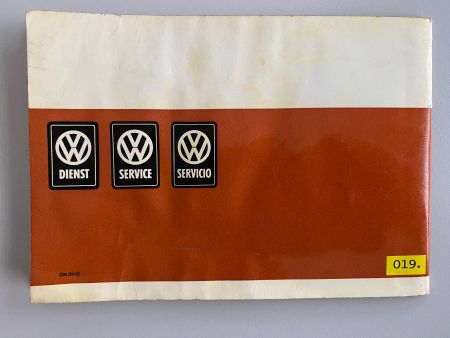 DIENST
SERVICE
SERVICIO
deutsch
019.